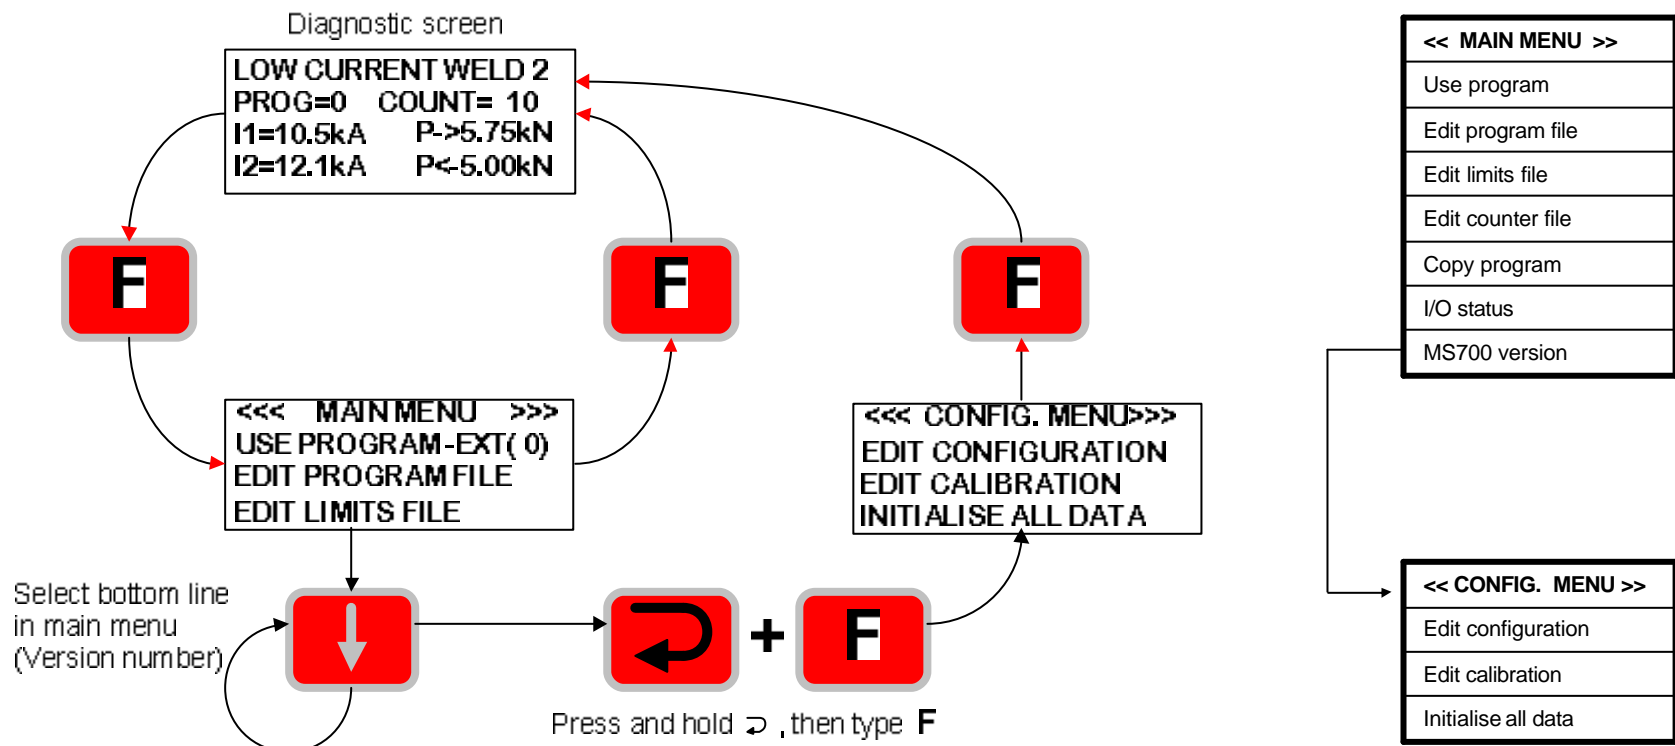 Diagnostic screen
LOW CURRENT WELD 2
PROG=0 COUNT= 10
I1=10.5kA P->5.75kN
I2=12.1kA P<-5.00kN
F
F
F
<<< MAIN MENU >>>
USE PROGRAM-EXT( 0)
EDIT PROGRAM FILE
EDIT LIMITS FILE
<<< CONFIG. MENU>>>
EDIT CONFIGURATION
EDIT CALIBRATION
INITIALISE ALL DATA
Select bottom line
in main menu
(Version number)
+
F
Press and hold ⊋ , then type F
<< MAIN MENU >>
Use program
Edit program file
Edit limits file
Edit counter file
Copy program
I/O status
MS700 version
<< CONFIG. MENU >>
Edit configuration
Edit calibration
Initialise all data